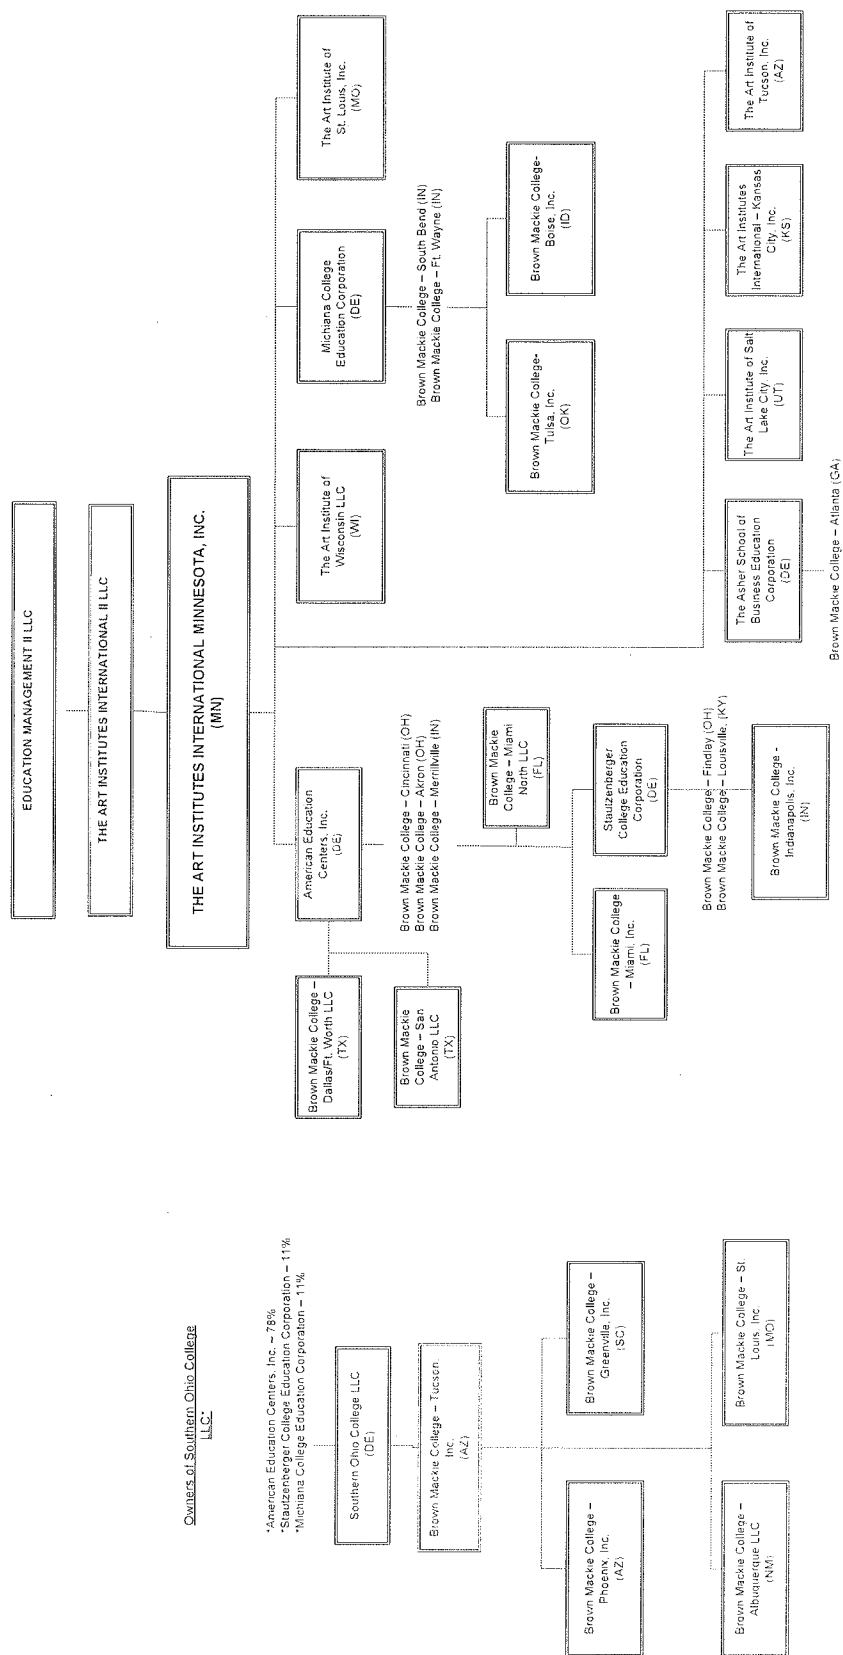 EDUCATION MANAGEMENT II LLC
THE ART INSTITUTES INTERNATIONAL II LLC
THE ART INSTITUTES INTERNATIONAL MINNESOTA, INC.
(MN)
Brown Mackie College –
Dallas/Ft. Worth LLC
(TX)
Brown Mackie
College – San
Antonio LLC
(TX)
American Education
Centers, Inc.
(DE)
Brown Mackie College – Cincinnati (OH)
Brown Mackie College – Akron (OH)
Brown Mackie College – Merrillville (IN)
Brown Mackie
College – Miami
North LLC
(FL)
Brown Mackie College
– Miami, Inc.
(FL)
Stautzenberger
College Education
Corporation
(DE)
Brown Mackie College – Findlay (OH)
Brown Mackie College – Louisville, (KY)
Brown Mackie College -
Indianapolis, Inc.
(IN)
The Art Institute of
Wisconsin LLC
(WI)
Michiana College
Education Corporation
(DE)
Brown Mackie College – South Bend (IN)
Brown Mackie College – Ft. Wayne (IN)
Brown Mackie College-
Tulsa, Inc.
(OK)
Brown Mackie College-
Boise, Inc.
(ID)
The Art Institute of
St. Louis, Inc.
(MO)
The Asher School of
Business Education
Corporation
(DE)
Brown Mackie College – Atlanta (GA)
The Art Institute of Salt
Lake City, Inc.
(UT)
The Art Institutes
International – Kansas
City, Inc.
(KS)
The Art Institute of
Tucson, Inc.
(AZ)
Owners of Southern Ohio College
LLC*
*American Education Centers, Inc. – 78%
*Stautzenberger College Education Corporation – 11%
*Michiana College Education Corporation – 11%
Southern Ohio College LLC
(DE)
Brown Mackie College – Tucson,
Inc.
(AZ)
Brown Mackie College –
Phoenix, Inc.
(AZ)
Brown Mackie College –
Greenville, Inc.
(SC)
Brown Mackie College –
Albuquerque LLC
(NM)
Brown Mackie College – St.
Louis, Inc.
(MO)